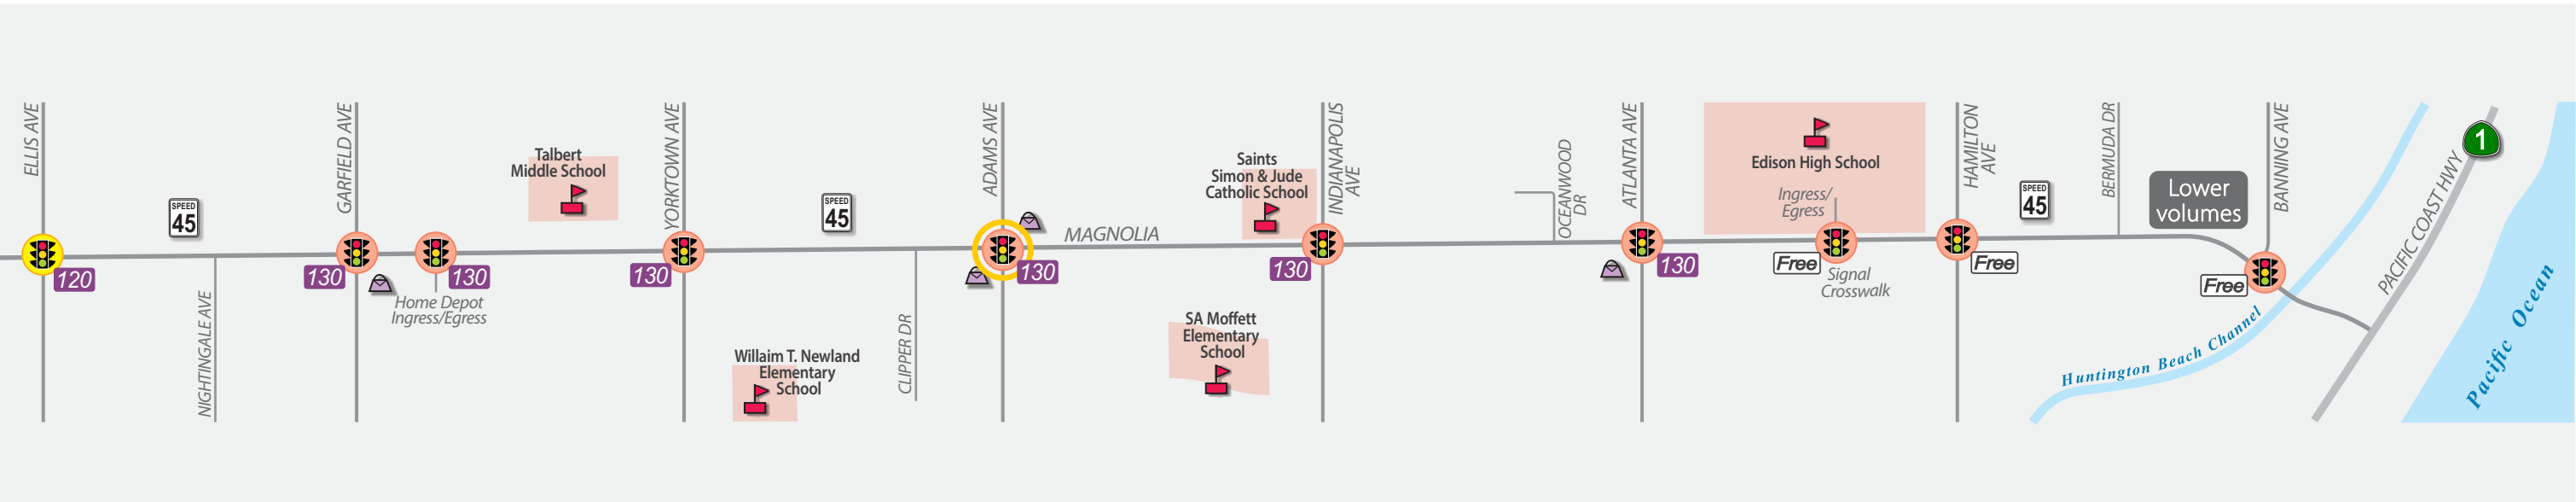 ELLIS AVE
120
SPEED
45
NIGHTINGALE AVE
GARFIELD AVE
130
130
Home Depot
Ingress/Egress
Talbert
Middle School
YORKTOWN AVE
130
Willaim T. Newland
Elementary
School
SPEED
45
CLIPPER DR
ADAMS AVE
130
MAGNOLIA
SA Moffett
Elementary
School
Saints
Simon & Jude
Catholic School
INDIANAPOLIS
AVE
130
OCEANWOOD
DR
ATLANTA AVE
130
Edison High School
Ingress/
Egress
Free
Signal
Crosswalk
HAMILTON
AVE
Free
SPEED
45
BERMUDA DR
Lower
volumes
BANNING AVE
Free
Huntington Beach Channel
PACIFIC COAST HWY
1
Pacific Ocean